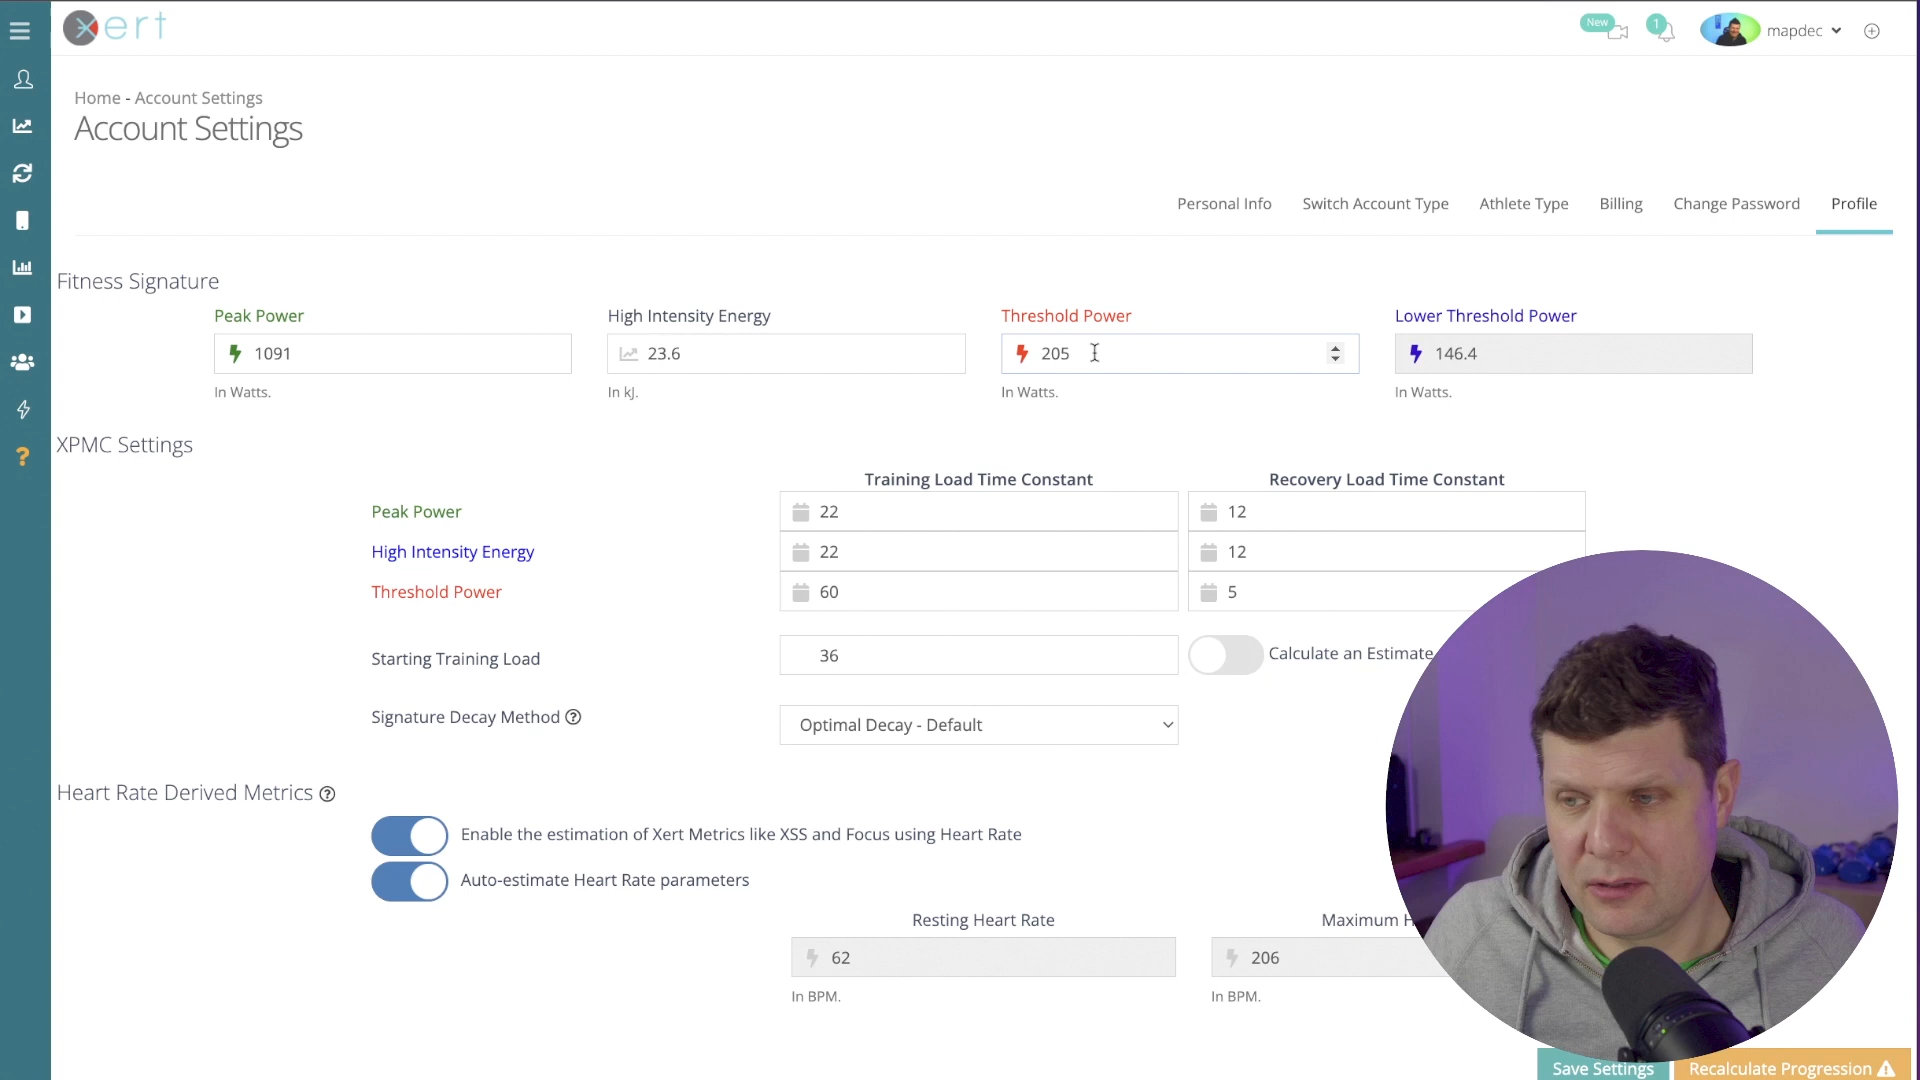 xert
New
1
mapdec
Home - Account Settings
Account Settings
Personal Info
Switch Account Type
Athlete Type
Billing
Change Password
Profile
Fitness Signature
Peak Power
High Intensity Energy
Threshold Power
Lower Threshold Power
1091
23.6
205
146.4
In Watts.
In kJ.
In Watts.
In Watts.
XPMC Settings
Training Load Time Constant
Recovery Load Time Constant
Peak Power
22
12
High Intensity Energy
22
12
Threshold Power
60
5
Starting Training Load
36
Calculate an Estimate
Signature Decay Method ?
Optimal Decay - Default
Heart Rate Derived Metrics ?
Enable the estimation of Xert Metrics like XSS and Focus using Heart Rate
Auto-estimate Heart Rate parameters
Resting Heart Rate
Maximum H
62
206
In BPM.
In BPM.
Save Settings
Recalculate Progression